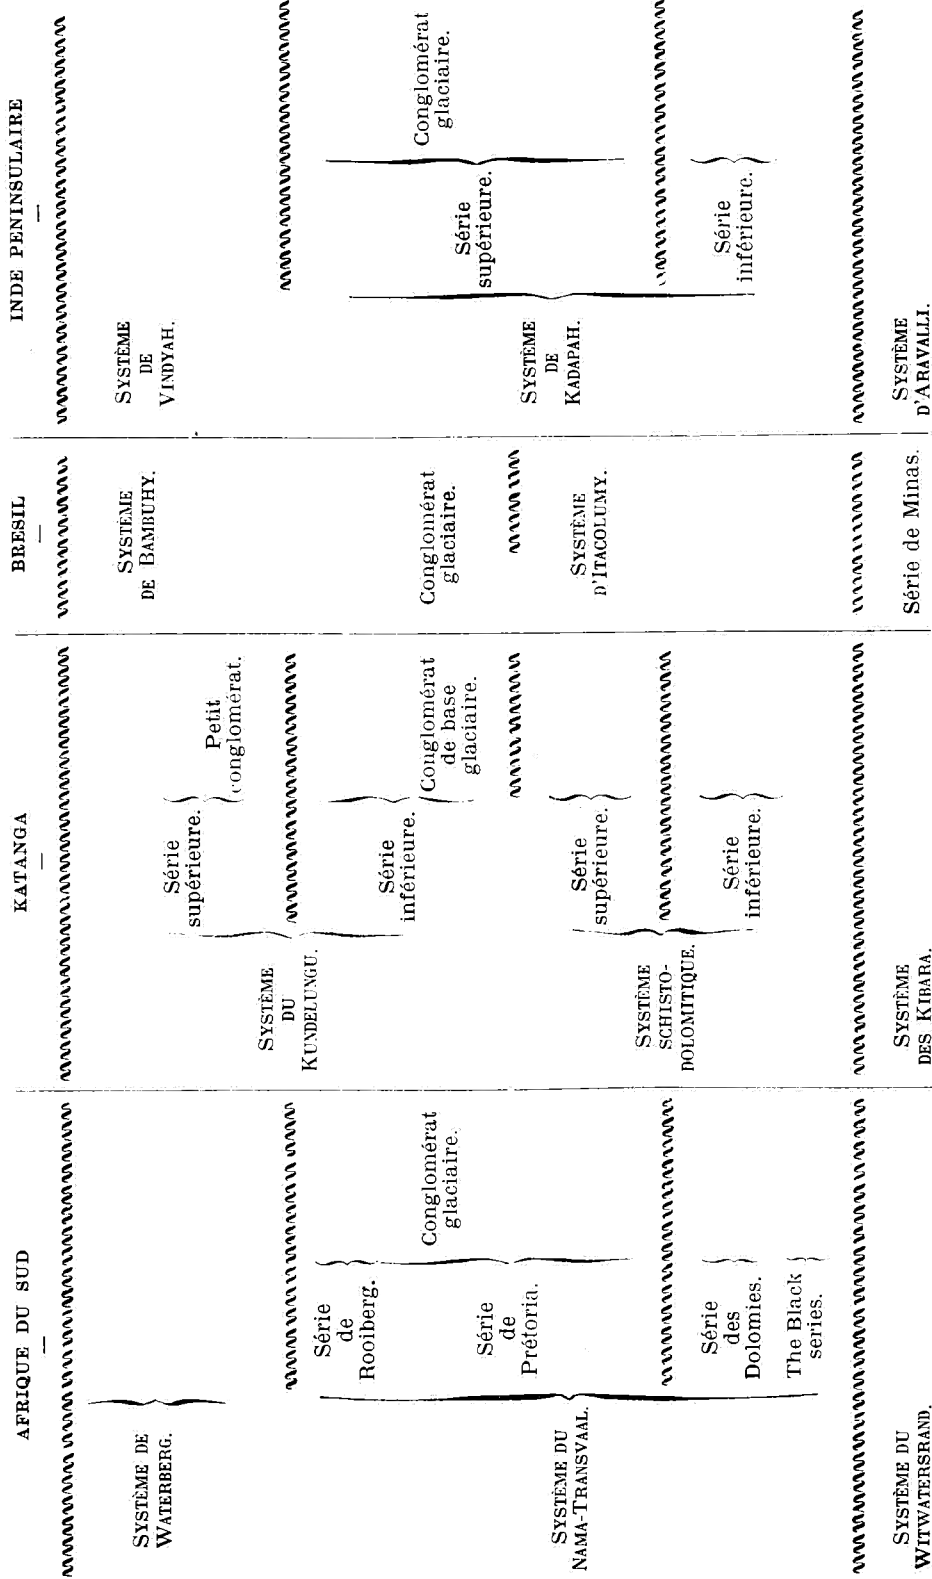 AFRIQUE DU SUD
—
SYSTÈME DE
WATERBERG.
SYSTÈME DU
NAMA-TRANSVAAL.
Série
de
Rooiberg.
Série
de
Prétoria.
Conglomérat
glaciaire.
Série
des
Dolomies.
The Black
series.
SYSTÈME DU
WITWATERSRAND.
KATANGA
—
SYSTÈME
DU
KUNDELUNGU.
Série
supérieure.
Petit
conglomérat.
Série
inférieure.
Conglomérat
de base
glaciaire.
SYSTÈME
SCHISTO-
DOLOMITIQUE.
Série
supérieure.
Série
inférieure.
SYSTÈME
DES KIBARA.
BRESIL
—
SYSTÈME
DE BAMBUHY.
Conglomérat
glaciaire.
SYSTÈME
D'ITACOLUMY.
Série de Minas.
INDE PENINSULAIRE
—
SYSTÈME
DE
VINDYAH.
SYSTÈME
DE
KADAPAH.
Série
supérieure.
Conglomérat
glaciaire.
Série
inférieure.
SYSTÈME
D'ARAVALLI.